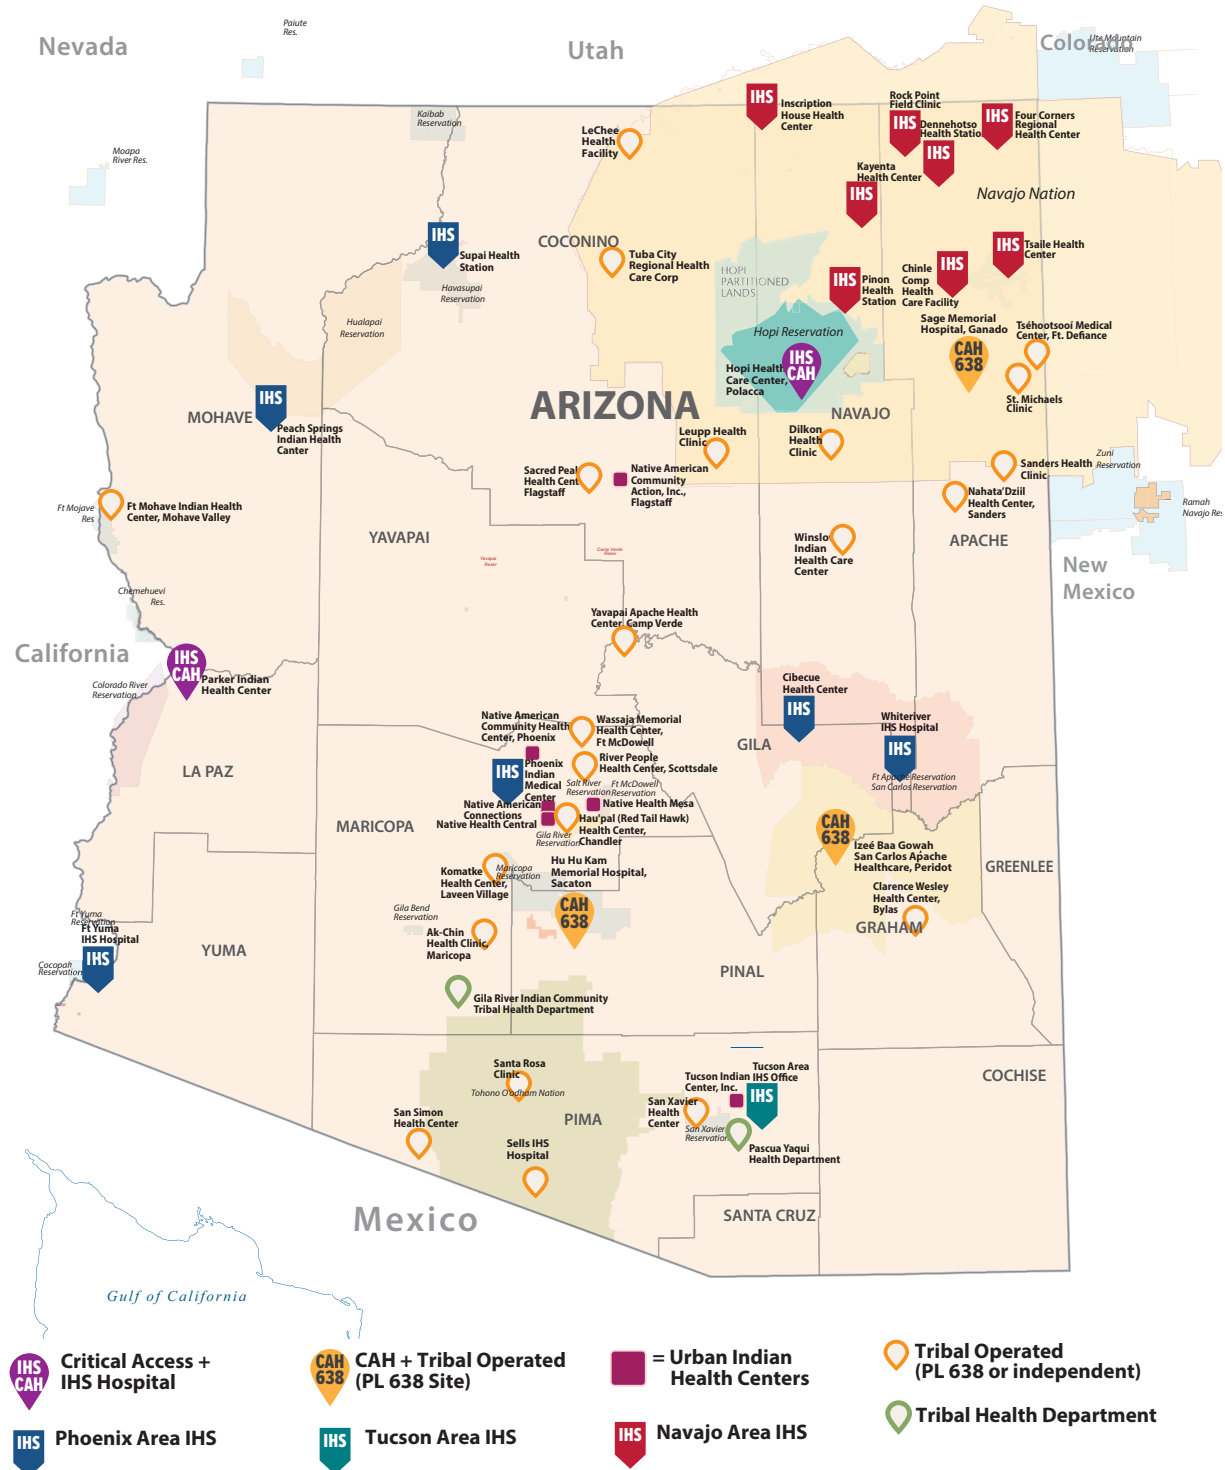 Nevada
Paiute
Res.
Utah
Colorado
Ute Mountain
Reservation
Moapa
River Res.
Kaibab
Reservation
LeChee
Health
Facility
IHS
Inscription
House Health
Center
Rock Point
Field Clinic
IHS
Dennehotso
Health Statio
IHS
IHS
Four Corners
Regional
Health Center
Kayenta
Health Center
IHS
Navajo Nation
IHS
Supai Health
Station
Havasupai
Reservation
COCONINO
Tuba City
Regional Health
Care Corp
HOPI
PARTITIONED
LANDS
IHS
Pinon
Health
Station
Chinle
Comp
Health
Care Facility
IHS
IHS
Tsaile Health
Center
Hualapai
Reservation
Hopi Reservation
IHS
CAH
Hopi Health
Care Center,
Polacca
Sage Memorial
Hospital, Ganado
CAH
638
Tséhootsooí Medical
Center, Ft. Defiance
St. Michaels
Clinic
MOHAVE
IHS
Peach Springs
Indian Health
Canter
ARIZONA
NAVAJO
Leupp Health
Clinic
Dilkon
Health
Clinic
Sacred Peal
Health Cent
Flagstaff
Native American
Community
Action, Inc.,
Flagstaff
Sanders Health
Clinic
Zuni
Reservation
Nahata’Dziil
Health Center,
Sanders
Ramah
Navajo Res
Ft Mojave
Res
Ft Mohave Indian Health
Center, Mohave Valley
YAVAPAI
Yavapai
Reser
Camp Verde
Reser
Winslo
Indian
Health Care
Center
APACHE
New
Mexico
Chemehuevi
Res.
Yavapai Apache Health
Center, Camp Verde
California
IHS
CAH
Parker Indian
Health Center
Colorado River
Reservation
Cibecue
Health Center
IHS
Whiteriver
IHS Hospital
IHS
Ft Apache Reservation
San Carlos Reservation
GILA
LA PAZ
Native American
Community Health
Center, Phoenix
Wassaja Memorial
Health Center,
Ft McDowell
IHS
Phoenix
Indian
Medical
Center
River People
Health Center, Scottsdale
Salt River
Reservation
Ft McDowell
Reservation
Native American
Connections
Native Health Central
Native Health Mesa
Hau'pal (Red Tail Hawk)
Health Center,
Chandler
Gila River
Reservation
MARICOPA
CAH
638
Izeé Baa Gowah
San Carlos Apache
Healthcare, Peridot
GREENLEE
Komatke
Health Center,
Laveen Village
Maricopa
Reservation
Hu Hu Kam
Memorial Hospital,
Sacaton
CAH
638
Clarence Wesley
Health Center,
Bylas
GRAHAM
Gila Bend
Reservation
Ak-Chin
Health Clinic,
Maricopa
Ft Yuma
Reservation
Ft Yuma
IHS Hospital
IHS
Cocopah
Reservation
YUMA
PINAL
Gila River Indian Community
Tribal Health Department
Santa Rosa
Clinic
Tohono O'odham Nation
PIMA
San Simon
Health Center
Sells IHS
Hospital
Tucson Indian
Center, Inc.
Tucson Area
IHS Office
IHS
San Xavier
Health
Center
San Xavier
Reservation
Pascua Yaqui
Health Department
COCHISE
SANTA CRUZ
Mexico
Gulf of California
IHS
CAH
Critical Access +
IHS Hospital
CAH
638
CAH + Tribal Operated
(PL 638 Site)
= Urban Indian
Health Centers
Tribal Operated
(PL 638 or independent)
IHS
Phoenix Area IHS
IHS
Tucson Area IHS
IHS
Navajo Area IHS
Tribal Health Department